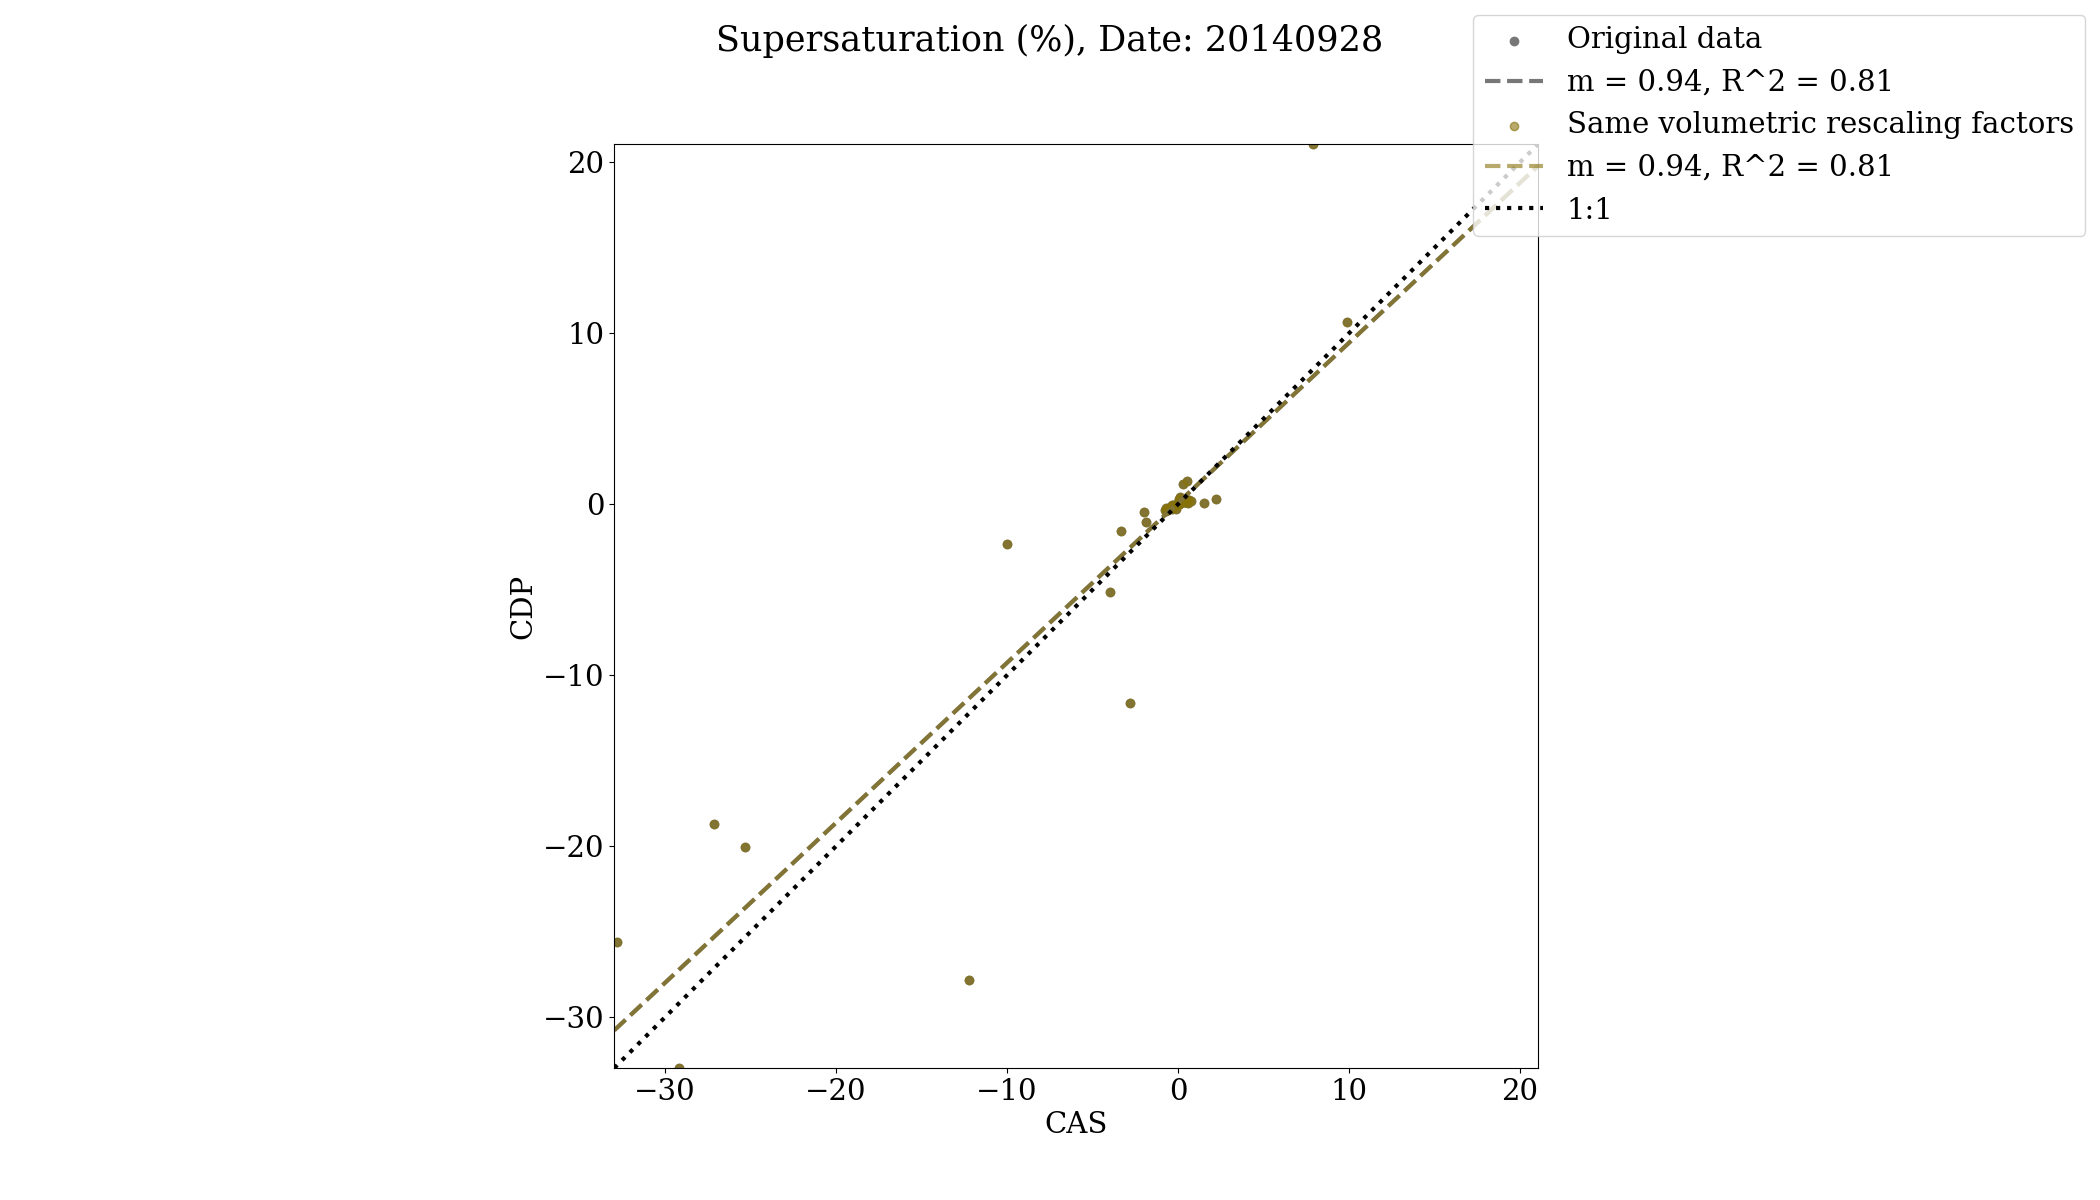 Supersaturation (%), Date: 20140928
Original data
m = 0.94, R^2 = 0.81
Same volumetric rescaling factors
m = 0.94, R^2 = 0.81
1:1
20
10
0
−10
−20
−30
CDP
−30 −20 −10 0 10 20
CAS